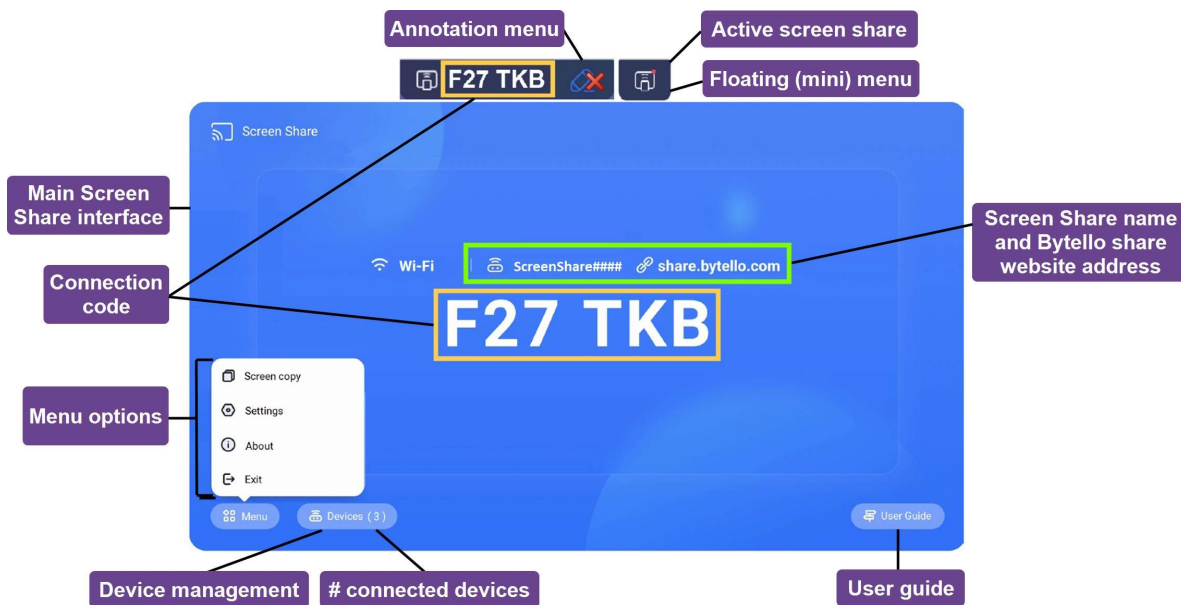 Annotation menu
Active screen share
F27 TKB
Floating (mini) menu
Screen Share
Main Screen
Share interface
Screen Share name
and Bytello share
website address
Wi-Fi | ScreenShare#### share.bytello.com
Connection
code
F27 TKB
Screen copy
Settings
Menu options
About
Exit
Menu
Devices ( 3 )
User Guide
Device management
# connected devices
User guide